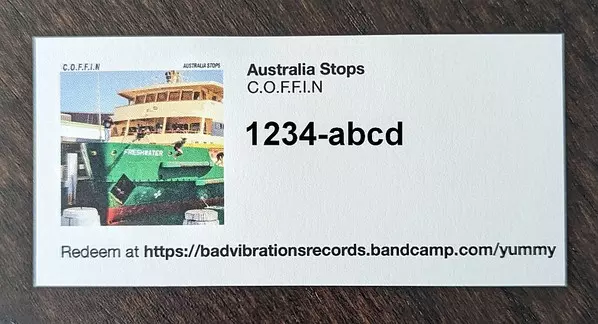 C.O.F.F.I.N AUSTRALIA STOPS
FRESHWATER
Australia Stops
C.O.F.F.I.N
1234-abcd
Redeem at https://badvibrationsrecords.bandcamp.com/yummy